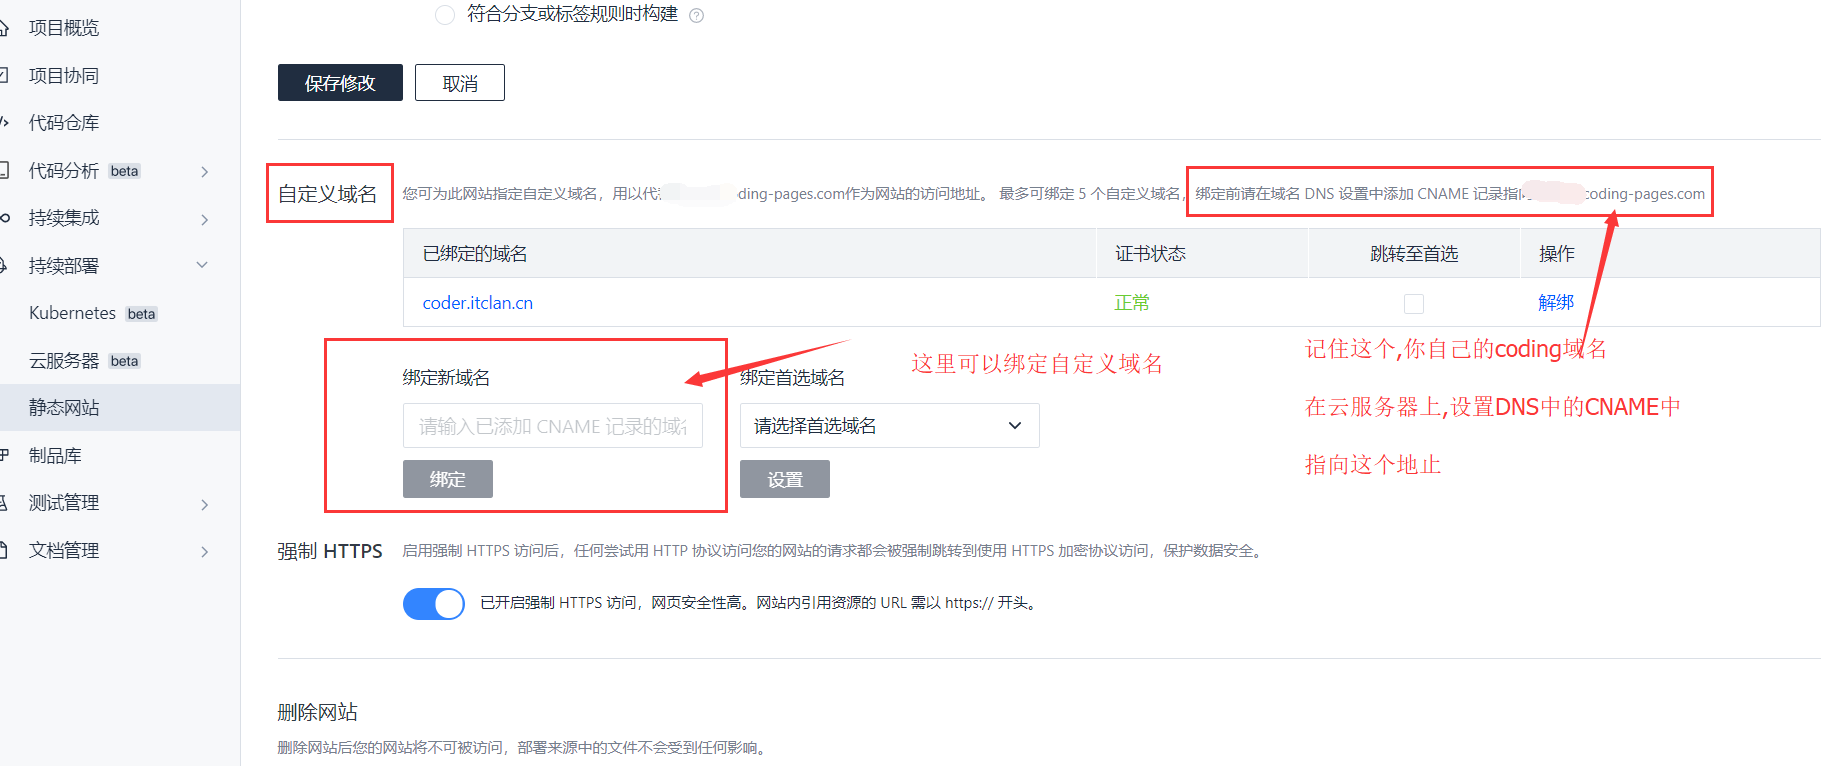 符合分支或标签规则时构建
项目概览
项目协同
代码仓库
代码分析 beta
持续集成
持续部署
Kubernetes beta
云服务器 beta
静态网站
制品库
测试管理
文档管理
保存修改
取消
自定义域名
您可为此网站指定自定义域名，用以代 ding-pages.com作为网站的访问地址。 最多可绑定 5 个自定义域名，绑定前请在域名 DNS 设置中添加 CNAME 记录指 coding-pages.com
已绑定的域名 证书状态 跳转至首选 操作
coder.itclan.cn 正常 解绑
这里可以绑定自定义域名
记住这个,你自己的coding域名
在云服务器上,设置DNS中的CNAME中
指向这个地止
绑定新域名
请输入已添加 CNAME 记录的域
绑定
绑定首选域名
请选择首选域名
设置
强制 HTTPS
启用强制 HTTPS 访问后，任何尝试用 HTTP 协议访问您的网站的请求都会被强制跳转到使用 HTTPS 加密协议访问，保护数据安全。
已开启强制 HTTPS 访问，网页安全性高。网站内引用资源的 URL 需以 https:// 开头。
删除网站
删除网站后您的网站将不可被访问，部署来源中的文件不会受到任何影响。